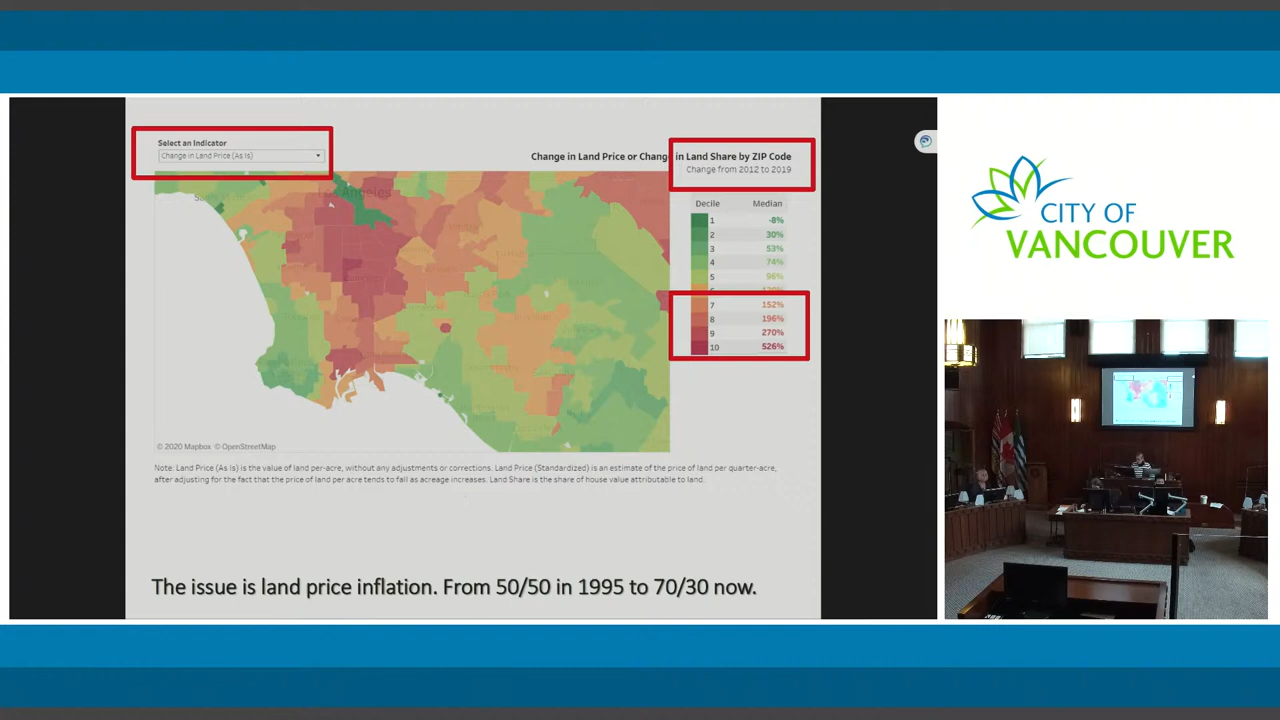 Select an Indicator
Change in Land Price (As Is)
Change in Land Price or Change in Land Share by ZIP Code
Change from 2012 to 2019
Los Angeles
Decile Median
1 -8%
2 30%
3 53%
4 74%
5 96%
7 152%
8 196%
9 270%
10 526%
© 2020 Mapbox © OpenStreetMap
Note: Land Price (As Is) is the value of land per-acre, without any adjustments or corrections. Land Price (Standardized) is an estimate of the price of land per quarter-acre,
after adjusting for the fact that the price of land per acre tends to fall as acreage increases. Land Share is the share of house value attributable to land.
The issue is land price inflation. From 50/50 in 1995 to 70/30 now.
CITY OF
VANCOUVER